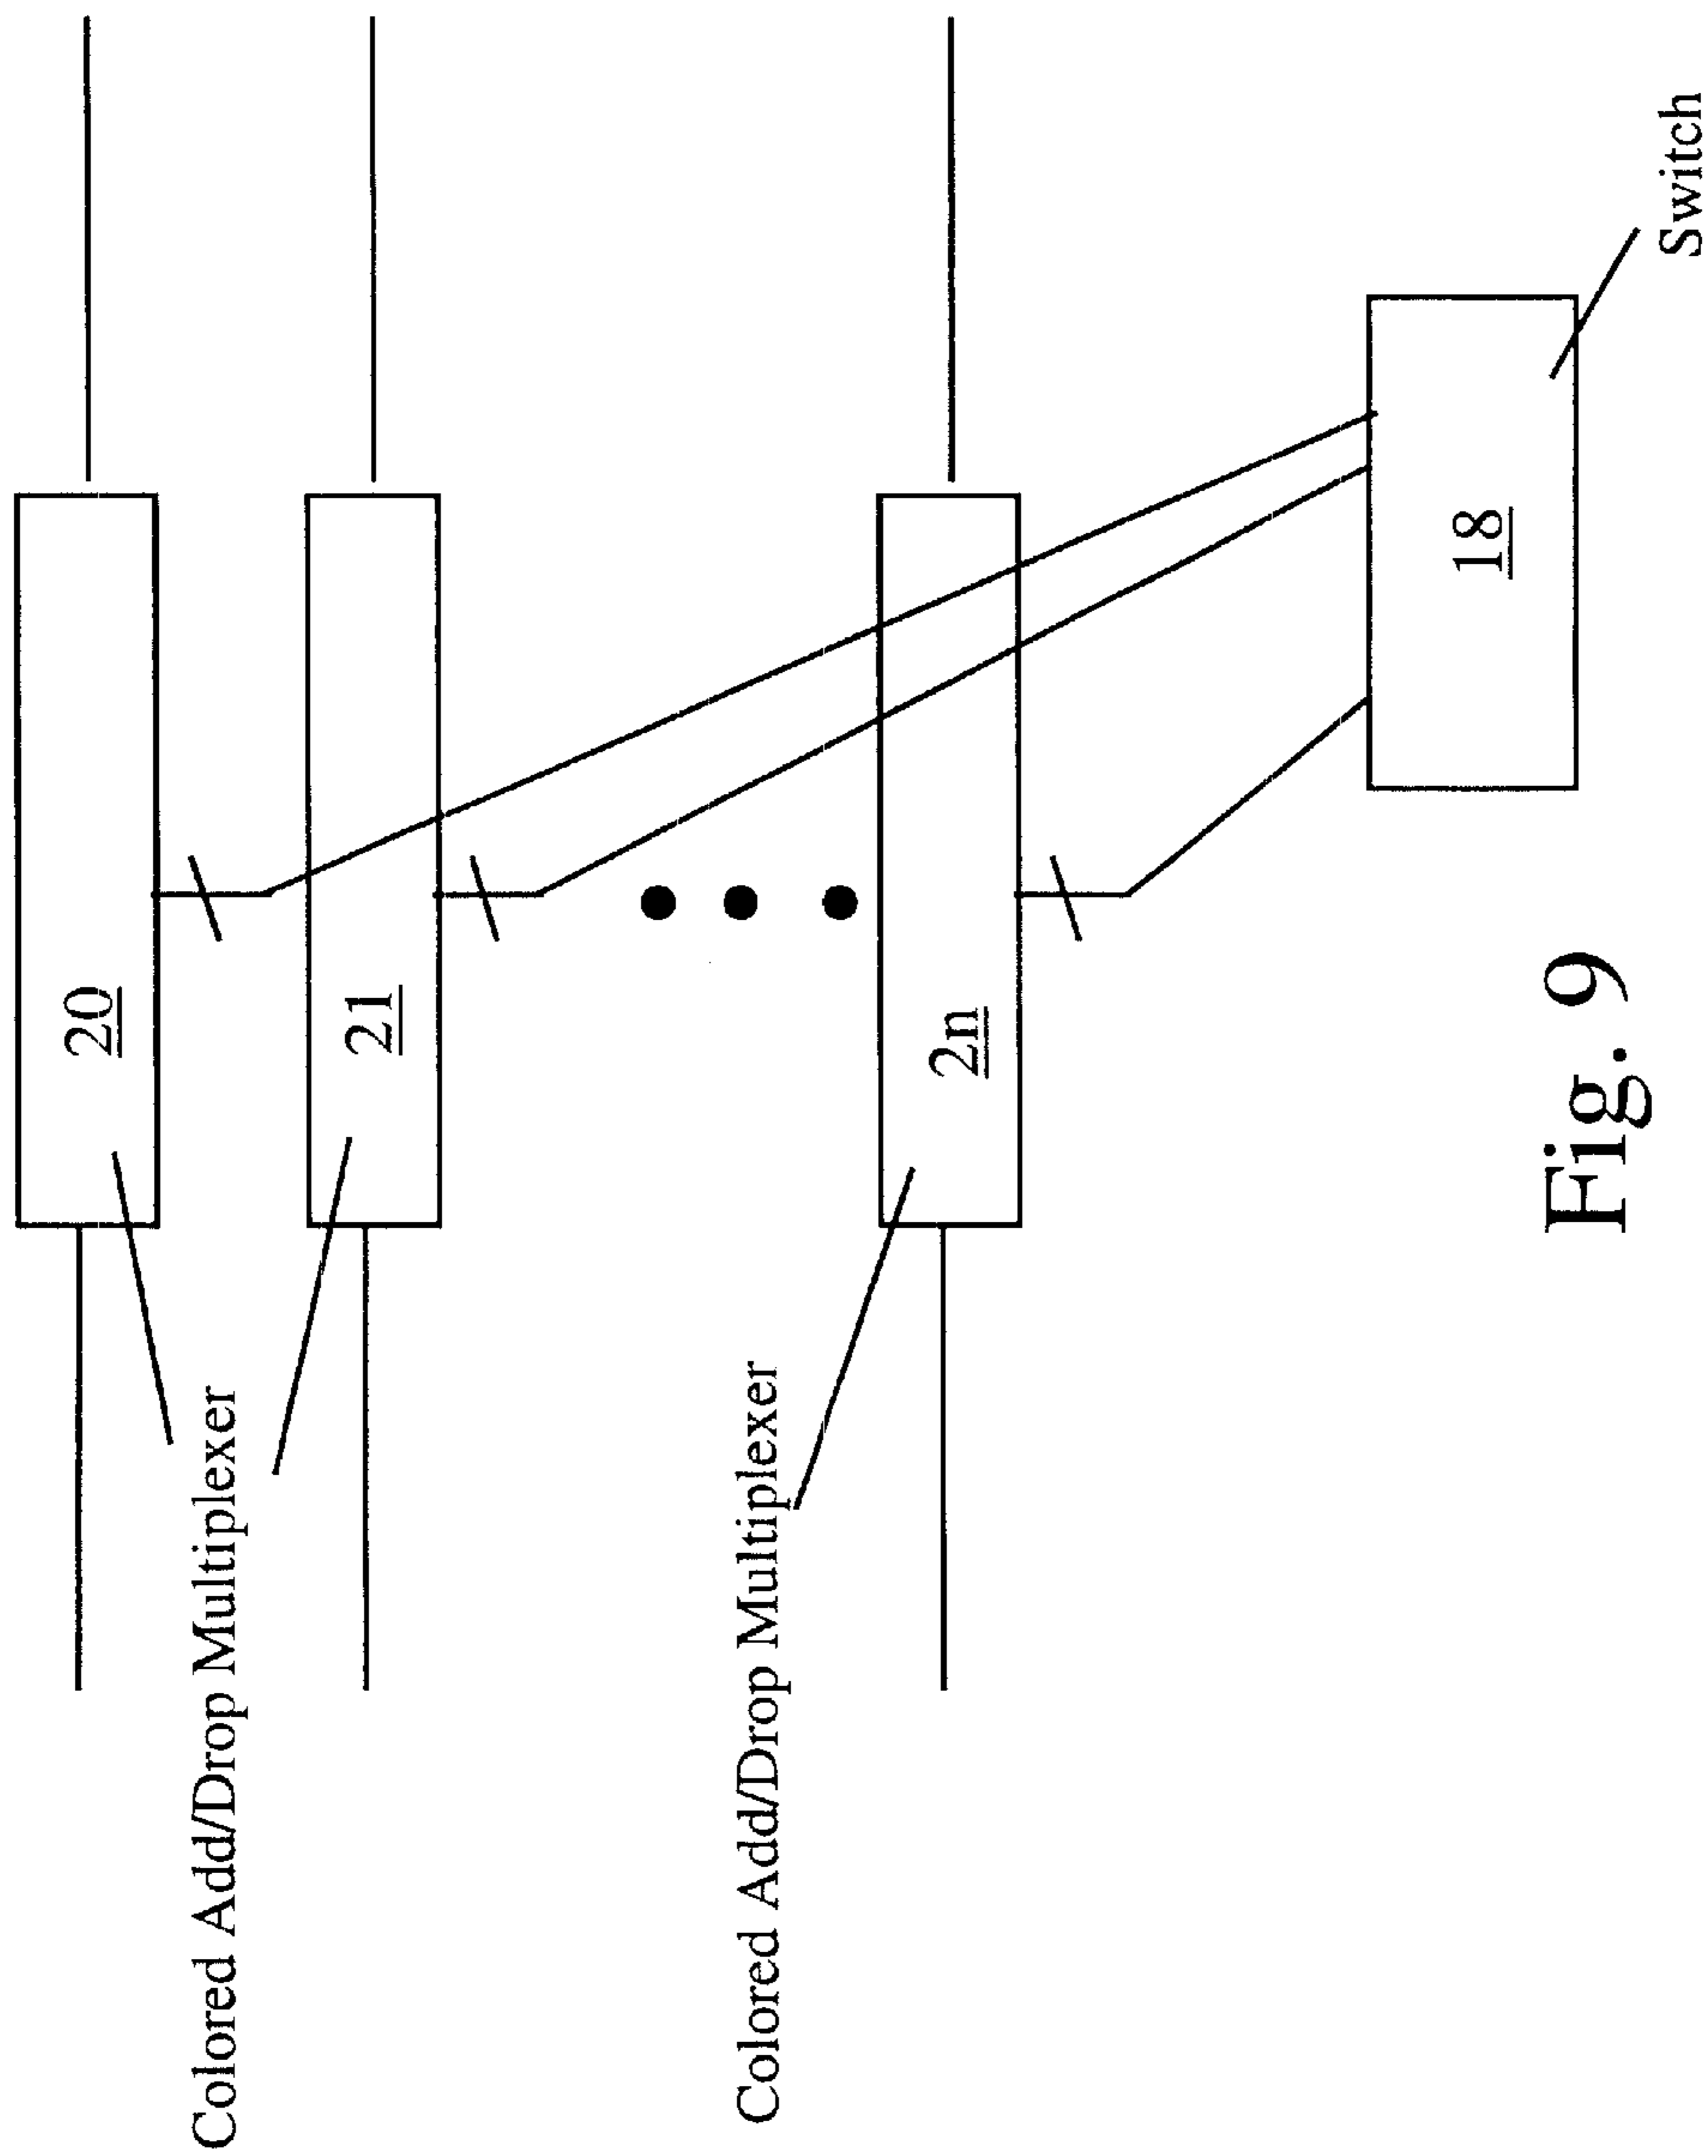 20
Colored Add/Drop Multiplexer
21
Colored Add/Drop Multiplexer
2n
18
Switch
Fig. 9